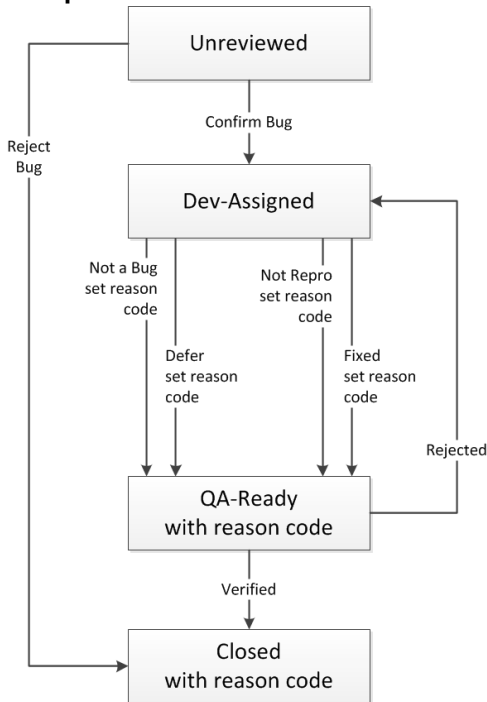 Unreviewed
Confirm Bug
Reject
Bug
Dev-Assigned
Not a Bug
set reason
code
Not Repro
set reason
code
Defer
set reason
code
Fixed
set reason
code
Rejected
QA-Ready
with reason code
Verified
Closed
with reason code